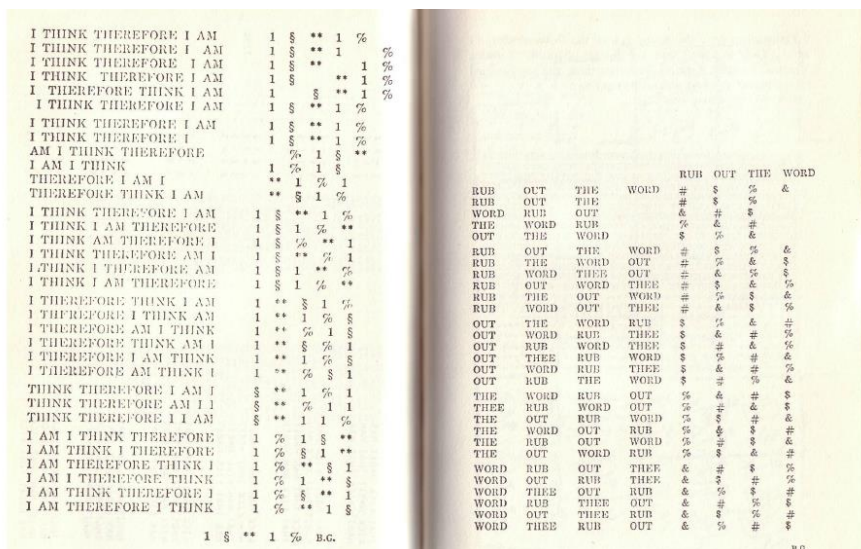 I THINK THEREFORE I AM 1 § ** 1 %
I THINK THEREFORE I AM 1 § ** 1 %
I THINK THEREFORE I AM 1 § ** 1 %
I THINK THEREFORE I AM 1 § ** 1 %
I THEREFORE THINK I AM 1 § ** 1 %
I THINK THEREFORE I AM 1 § ** 1 %
I THINK THEREFORE I AM 1 § ** 1 %
I THINK THEREFORE I 1 § ** 1 %
AM I THINK THEREFORE % 1 § **
I AM I THINK 1 % 1 §
THEREFORE I AM I ** 1 % 1
THEREFORE THINK I AM ** § 1 %
I THINK THEREFORE I AM 1 § ** 1 %
I THINK I AM THEREFORE 1 § 1 % **
I THINK AM THEREFORE I 1 § % ** 1
I THINK THEREFORE AM I 1 § ** % 1
I THINK I THEREFORE AM 1 § 1 ** %
I THINK I AM THEREFORE 1 § 1 % **
I THEREFORE THINK I AM 1 ** § 1 %
I THEREFORE I THINK AM 1 ** 1 % §
I THEREFORE AM I THINK 1 ** % 1 §
I THEREFORE THINK AM I 1 ** § % 1
I THEREFORE I AM THINK 1 ** 1 % §
I THEREFORE AM THINK I 1 ** % § 1
THINK THEREFORE I AM I § ** 1 % 1
THINK THEREFORE AM I I § ** % 1 1
THINK THEREFORE I I AM § ** 1 1 %
I AM I THINK THEREFORE 1 % 1 § **
I AM THINK I THEREFORE 1 % § 1 **
I AM THEREFORE THINK I 1 % ** § 1
I AM I THEREFORE THINK 1 % 1 ** §
I AM THINK THEREFORE I 1 % § ** 1
I AM THEREFORE I THINK 1 % ** 1 §
1 § ** 1 % B.G.
RUB OUT THE WORD
RUB OUT THE WORD # $ % &
RUB OUT THE # $ %
WORD RUB OUT & # $
THE WORD RUB % & #
OUT THE WORD $ % &
RUB OUT THE WORD # $ % &
RUB THE WORD OUT # % & $
RUB WORD THEE OUT # & % $
RUB OUT WORD THEE # $ & %
RUB THE OUT WORD # % $ &
RUB WORD OUT THEE # & $ %
OUT THE WORD RUB $ % & #
OUT WORD RUB THEE $ & # %
OUT RUB WORD THEE $ # & %
OUT THEE RUB WORD $ % # &
OUT WORD RUB THEE $ & # %
OUT RUB THE WORD $ # % &
THE WORD RUB OUT % & # $
THEE RUB WORD OUT % # & $
THE OUT RUB WORD % $ # &
THE WORD OUT RUB % & $ #
THE RUB OUT WORD % # $ &
THE OUT WORD RUB % $ & #
WORD RUB OUT THEE & # $ %
WORD OUT RUB THEE & $ # %
WORD THEE OUT RUB & % $ #
WORD RUB THEE OUT & # % $
WORD OUT THEE RUB & $ % #
WORD THEE RUB OUT & % # $
B.G.